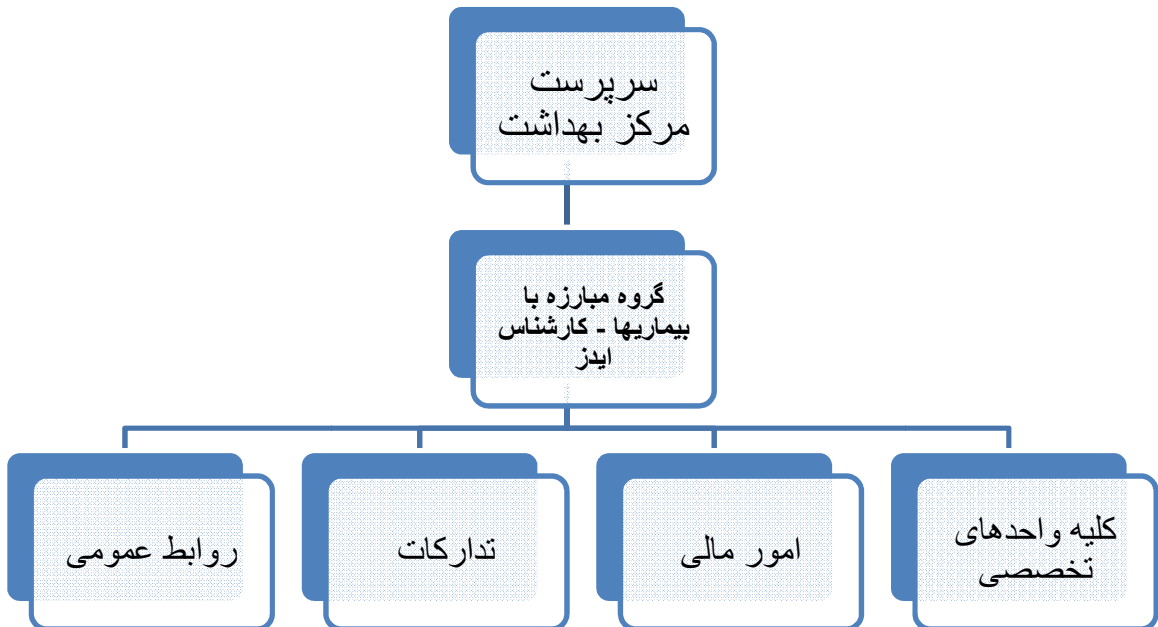 سرپرست
مرکز بهداشت
گروه مبارزه با
بیماریها - کارشناس
ایدز
کلیه واحدهای
تخصصی
امور مالی
تدارکات
روابط عمومی